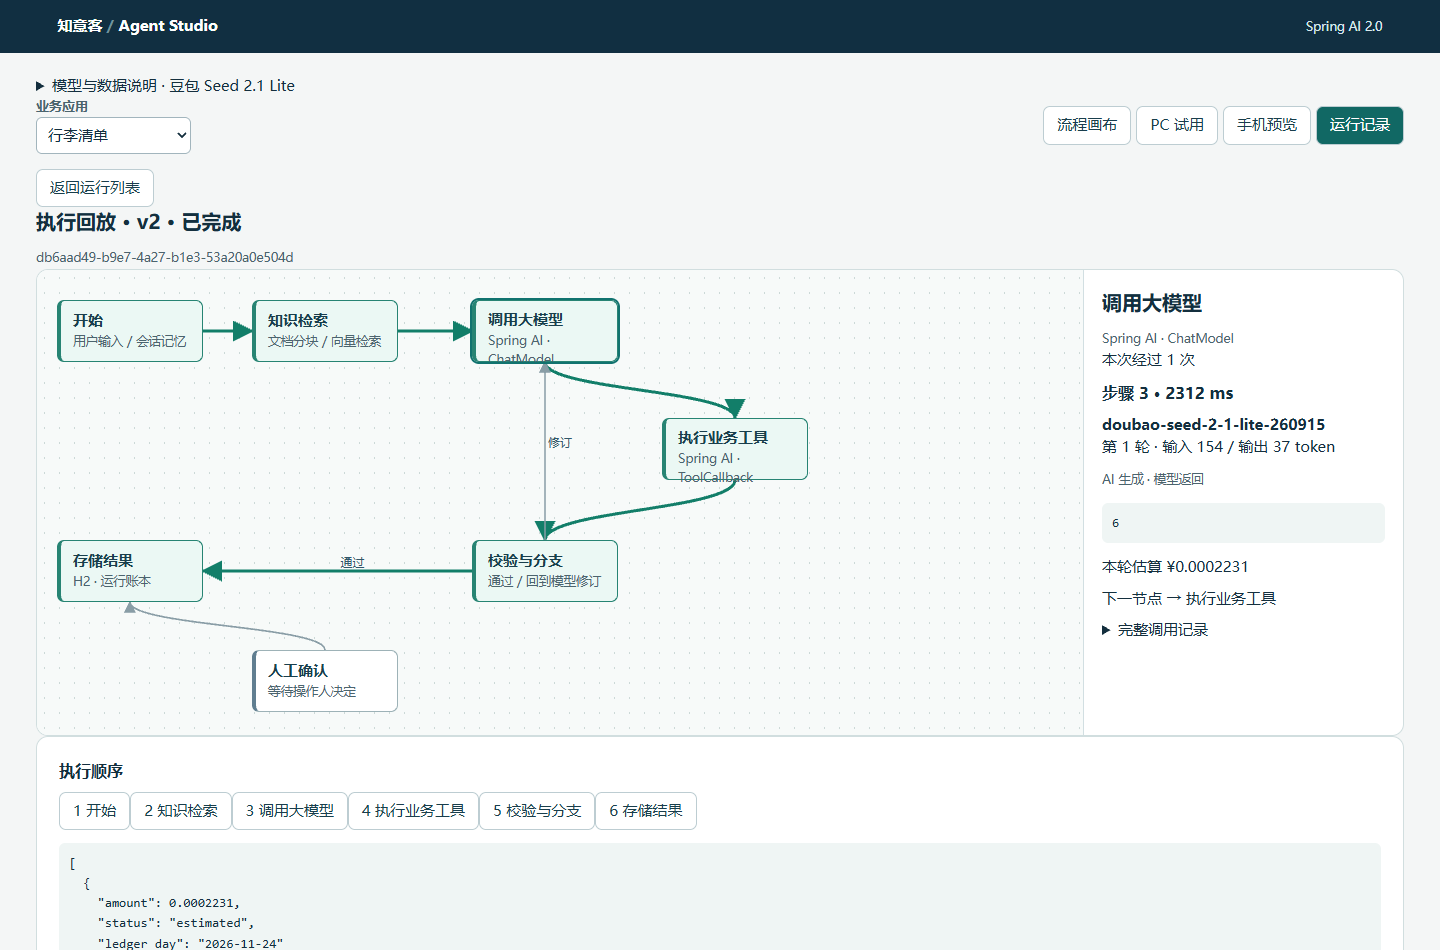 知意客 / Agent Studio
Spring AI 2.0
▶ 模型与数据说明 · 豆包 Seed 2.1 Lite
业务应用
行李清单
流程画布
PC 试用
手机预览
运行记录
返回运行列表
执行回放 • v2 • 已完成
db6aad49-b9e7-4a27-b1e3-53a20a0e504d
开始
用户输入 / 会话记忆
知识检索
文档分块 / 向量检索
调用大模型
Spring AI ·
ChatModel
修订
执行业务工具
Spring AI ·
ToolCallback
存储结果
H2 · 运行账本
通过
校验与分支
通过 / 回到模型修订
人工确认
等待操作人决定
调用大模型
Spring AI · ChatModel
本次经过 1 次
步骤 3 • 2312 ms
doubao-seed-2-1-lite-260915
第 1 轮 · 输入 154 / 输出 37 token
AI 生成 · 模型返回
6
本轮估算 ¥0.0002231
下一节点 → 执行业务工具
▶ 完整调用记录
执行顺序
1 开始
2 知识检索
3 调用大模型
4 执行业务工具
5 校验与分支
6 存储结果
[
{
"amount": 0.0002231,
"status": "estimated",
"ledger_day": "2026-11-24"